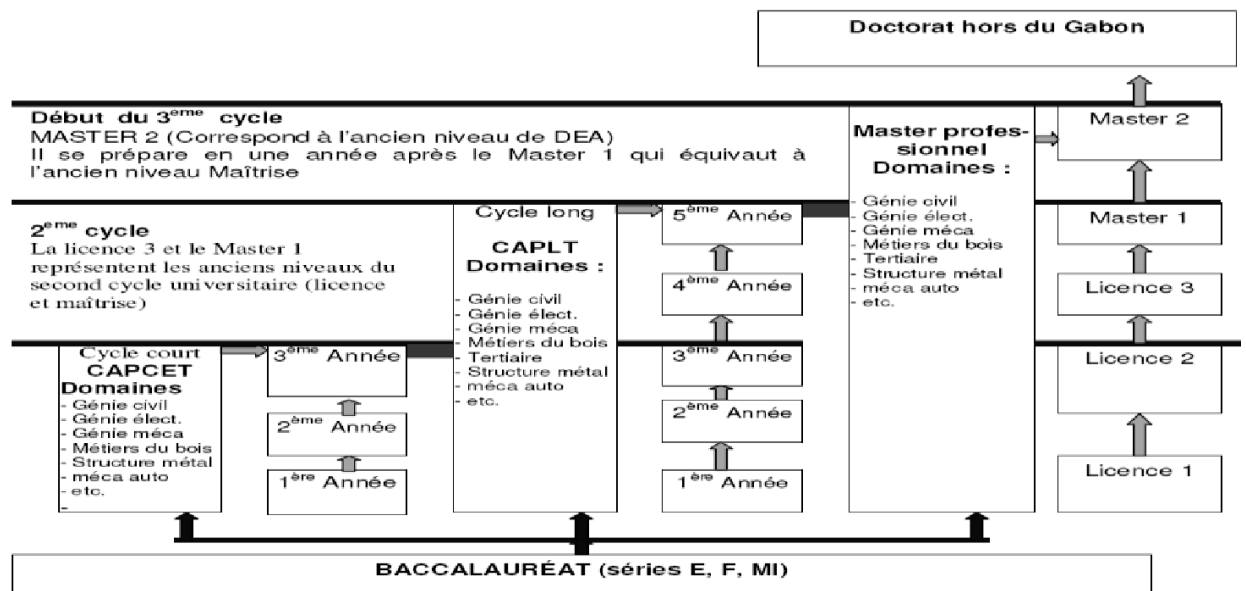 Doctorat hors du Gabon
Début du 3eme cycle
MASTER 2 (Correspond à l'ancien niveau de DEA)
Il se prépare en une année après le Master 1 qui équivaut à
l'ancien niveau Maîtrise
Master profes-
sionnel
Domaines :
- Génie civil
- Génie élect.
- Génie méca
- Métiers du bois
- Tertiaire
- Structure métal
- méca auto
- etc.
Master 2
2eme cycle
La licence 3 et le Master 1
représentent les anciens niveaux du
second cycle universitaire (licence
et maîtrise)
Cycle long
CAPLT
Domaines :
- Génie civil
- Génie élect.
- Génie méca
- Métiers du bois
- Tertiaire
- Structure métal
- méca auto
- etc.
5ème Année
4ème Année
3ème Année
2ème Année
1ère Année
Master 1
Licence 3
Licence 2
Licence 1
Cycle court
CAPCET
Domaines
- Génie civil
- Génie élect.
- Génie méca
- Métiers du bois
- Structure métal
- méca auto
- etc.
-
3ème Année
2ème Année
1ère Année
BACCALAURÉAT (séries E, F, MI)